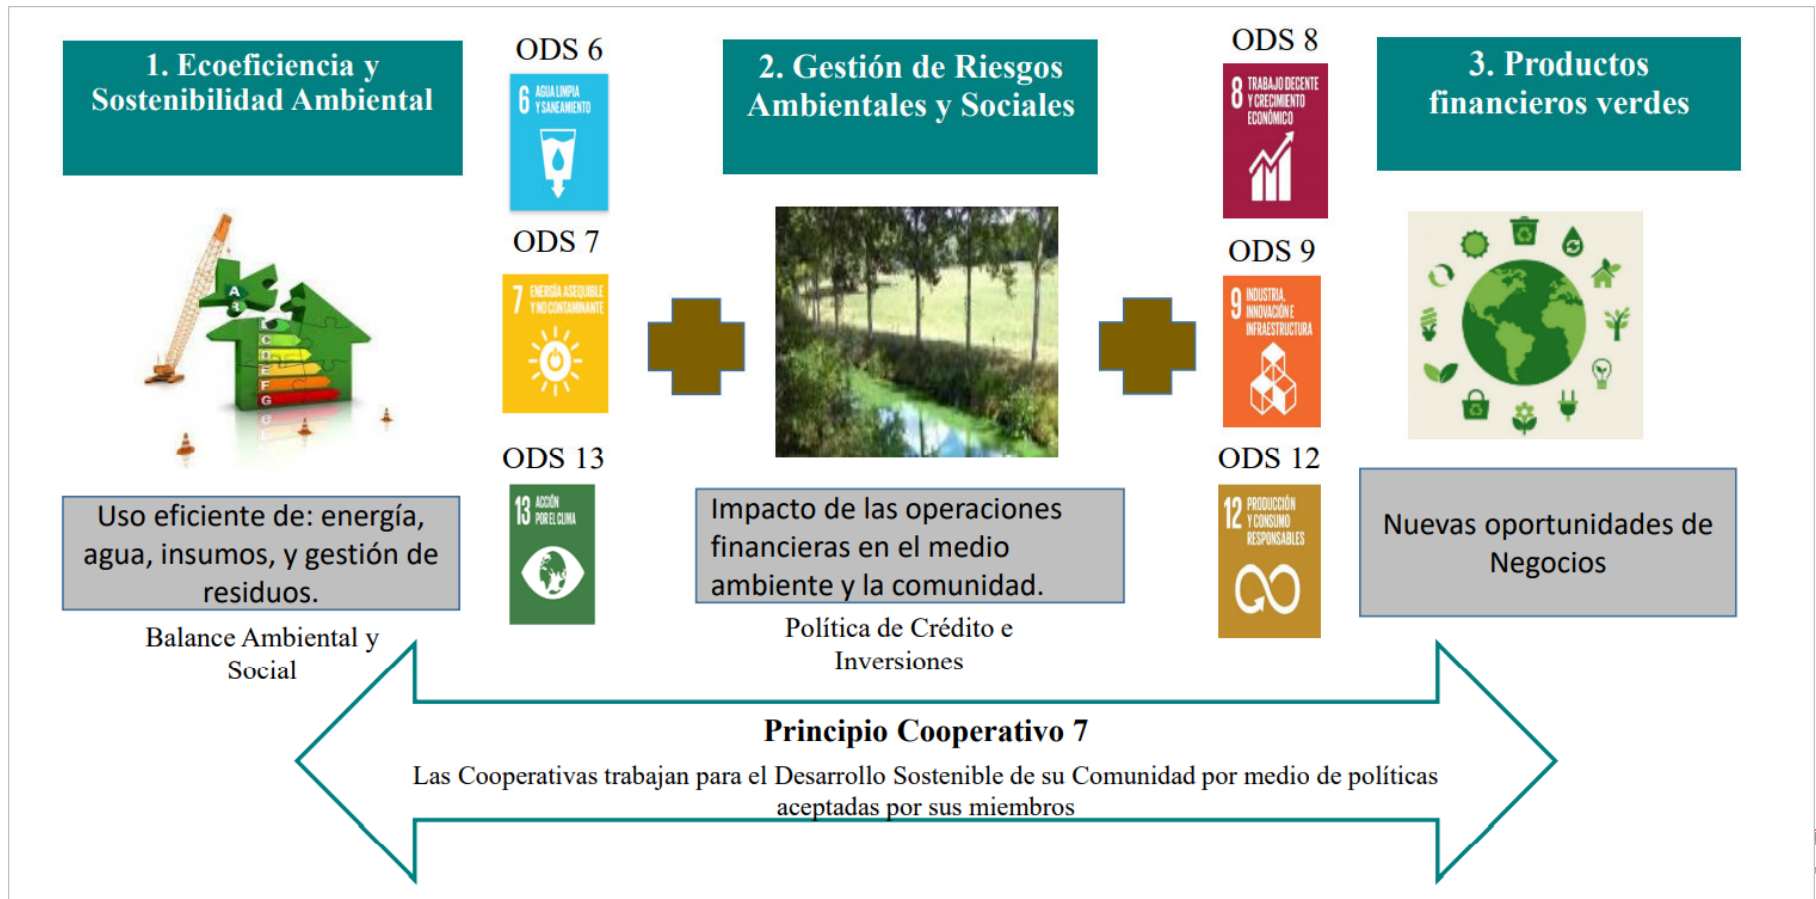 1. Ecoeficiencia y
Sostenibilidad Ambiental
ODS 6
6 AGUA LIMPIA
Y SANEAMIENTO
ODS 7
7 ENERGÍA ASEQUIBLE
Y NO CONTAMINANTE
ODS 13
13 ACCIÓN
POR EL CLIMA
A
B
C
D
E
F
G
Uso eficiente de: energía,
agua, insumos, y gestión de
residuos.
Balance Ambiental y
Social
2. Gestión de Riesgos
Ambientales y Sociales
Impacto de las operaciones
financieras en el medio
ambiente y la comunidad.
Política de Crédito e
Inversiones
ODS 8
8 TRABAJO DECENTE
Y CRECIMIENTO
ECONÓMICO
ODS 9
9 INDUSTRIA,
INNOVACIÓN E
INFRAESTRUCTURA
ODS 12
12 PRODUCCIÓN
Y CONSUMO
RESPONSABLES
3. Productos
financieros verdes
Nuevas oportunidades de
Negocios
Principio Cooperativo 7
Las Cooperativas trabajan para el Desarrollo Sostenible de su Comunidad por medio de políticas
aceptadas por sus miembros